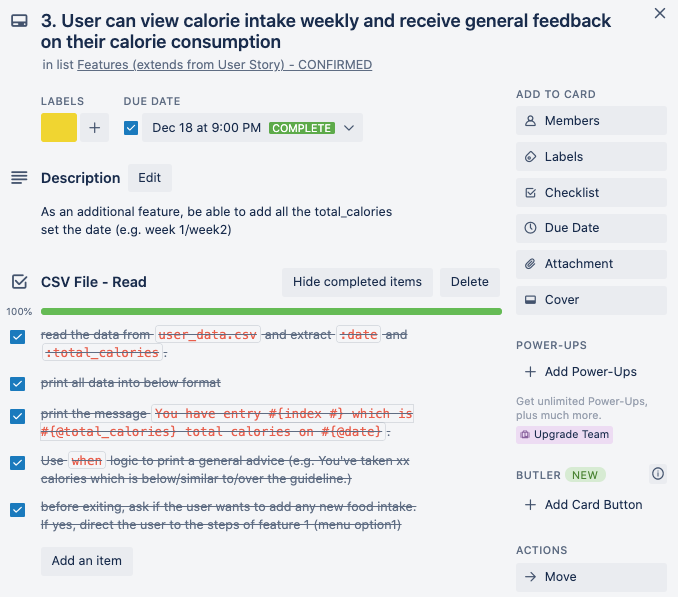 3. User can view calorie intake weekly and receive general feedback
on their calorie consumption
in list Features (extends from User Story) - CONFIRMED
LABELS
DUE DATE
Dec 18 at 9:00 PM COMPLETE
Description
Edit
As an additional feature, be able to add all the total_calories
set the date (e.g. week 1/week2)
CSV File - Read
Hide completed items
Delete
100%
read the data from user_data.csv and extract :date and
:total_calories .
print all data into below format
print the message You have entry #{index #} which is
#{@total_calories} total calories on #{@date} .
Use when logic to print a general advice (e.g. You've taken xx
calories which is below/similar to/over the guideline.)
before exiting, ask if the user wants to add any new food intake.
If yes, direct the user to the steps of feature 1 (menu option1)
Add an item
ADD TO CARD
Members
Labels
Checklist
Due Date
Attachment
Cover
POWER-UPS
+ Add Power-Ups
Get unlimited Power-Ups,
plus much more.
Upgrade Team
BUTLER NEW
+ Add Card Button
ACTIONS
Move